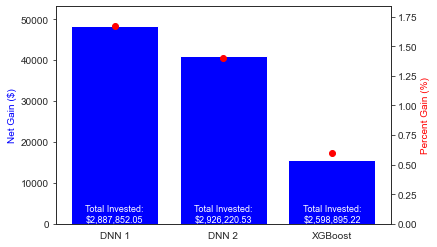 50000
40000
30000
20000
10000
0
Net Gain ($)
1.75
1.50
1.25
1.00
0.75
0.50
0.25
0.00
Percent Gain (%)
Total Invested:
$2,887,852.05
Total Invested:
$2,926,220.53
Total Invested:
$2,598,895.22
DNN 1
DNN 2
XGBoost